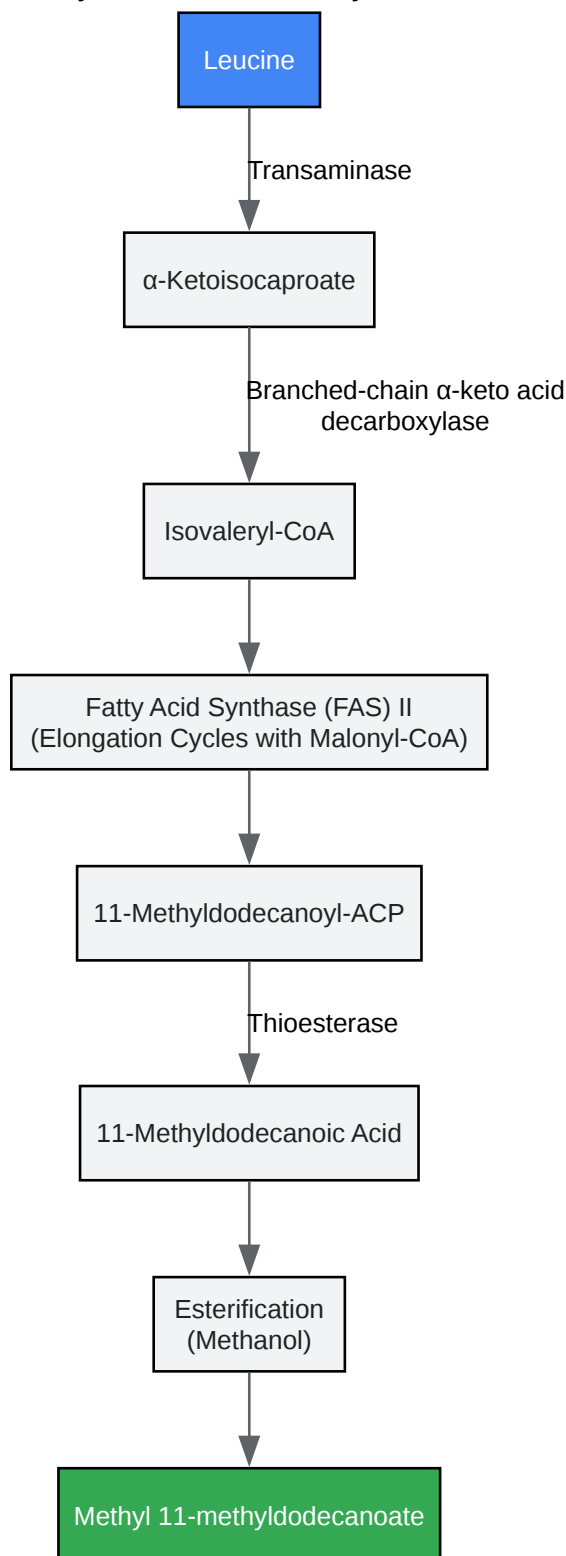 Leucine
Transaminase
α-Ketoisocaproate
Branched-chain α-keto acid
decarboxylase
Isovaleryl-CoA
Fatty Acid Synthase (FAS) II
(Elongation Cycles with Malonyl-CoA)
11-Methyldodecanoyl-ACP
Thioesterase
11-Methyldodecanoic Acid
Esterification
(Methanol)
Methyl 11-methyldodecanoate